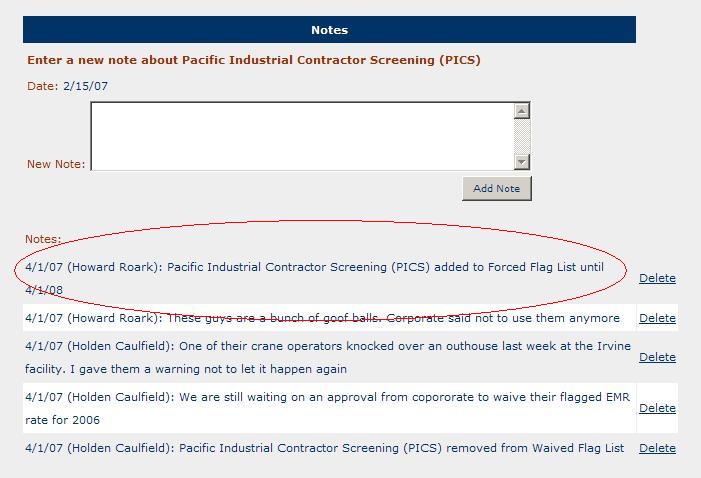 Notes
Enter a new note about Pacific Industrial Contractor Screening (PICS)
Date: 2/15/07
New Note:
Add Note
Notes:
4/1/07 (Howard Roark): Pacific Industrial Contractor Screening (PICS) added to Forced Flag List until
4/1/08
Delete
4/1/07 (Howard Roark): These guys are a bunch of goof balls. Corporate said not to use them anymore
Delete
4/1/07 (Holden Caulfield): One of their crane operators knocked over an outhouse last week at the Irvine
facility. I gave them a warning not to let it happen again
Delete
4/1/07 (Holden Caulfield): We are still waiting on an approval from copororate to waive their flagged EMR
rate for 2006
Delete
4/1/07 (Holden Caulfield): Pacific Industrial Contractor Screening (PICS) removed from Waived Flag List
Delete